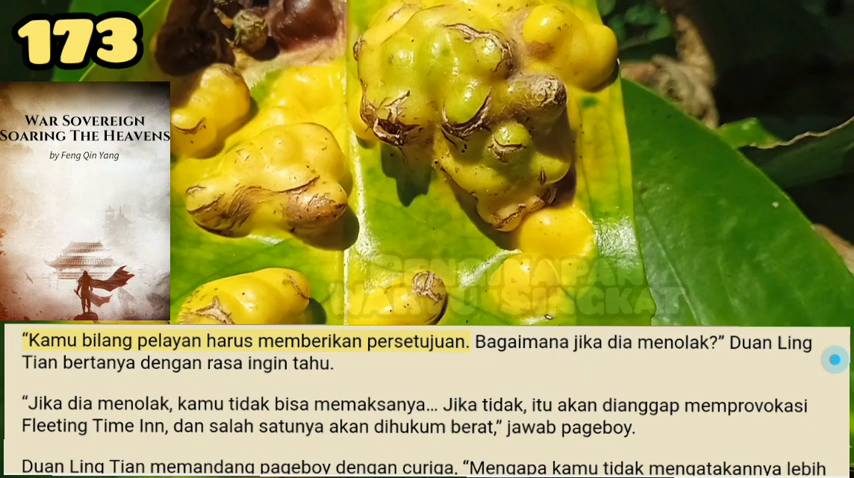 173
WAR SOVEREIGN
SOARING THE HEAVENS
by Feng Qin Yang
PENGINAPAN
WAKTU SINGKAT
“Kamu bilang pelayan harus memberikan persetujuan. Bagaimana jika dia menolak?” Duan Ling
Tian bertanya dengan rasa ingin tahu.
“Jika dia menolak, kamu tidak bisa memaksanya... Jika tidak, itu akan dianggap memprovokasi
Fleeting Time Inn, dan salah satunya akan dihukum berat,” jawab pageboy.
Duan Ling Tian memandang pageboy dengan curiga. “Mengapa kamu tidak mengatakannya lebih